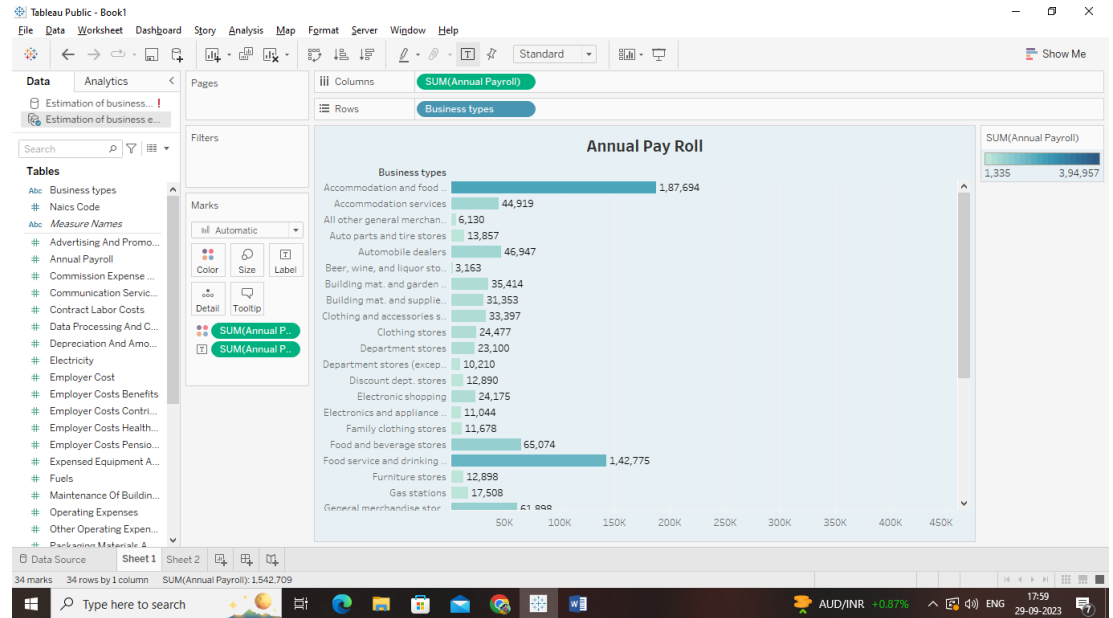 Tableau Public - Book1
File Data Worksheet Dashboard Story Analysis Map Format Server Window Help
Standard
Show Me
Data Analytics
Estimation of business... !
Estimation of business e...
Search
Tables
Abc Business types
# Naics Code
Abc Measure Names
# Advertising And Promo...
# Annual Payroll
# Commission Expense ...
# Communication Servic...
# Contract Labor Costs
# Data Processing And C...
# Depreciation And Amo...
# Electricity
# Employer Cost
# Employer Costs Benefits
# Employer Costs Contri...
# Employer Costs Health...
# Employer Costs Pensio...
# Expensed Equipment A...
# Fuels
# Maintenance Of Buildin...
# Operating Expenses
# Other Operating Expen...
# Packaging Materials A...
Pages
Filters
Marks
Automatic
Color Size Label
Detail Tooltip
SUM(Annual P..
SUM(Annual P..
Columns SUM(Annual Payroll)
Rows Business types
Annual Pay Roll
Business types
Accommodation and food .. 1,87,694
Accommodation services 44,919
All other general merchan.. 6,130
Auto parts and tire stores 13,857
Automobile dealers 46,947
Beer, wine, and liquor sto.. 3,163
Building mat. and garden .. 35,414
Building mat. and supplie.. 31,353
Clothing and accessories s.. 33,397
Clothing stores 24,477
Department stores 23,100
Department stores (excep.. 10,210
Discount dept. stores 12,890
Electronic shopping 24,175
Electronics and appliance .. 11,044
Family clothing stores 11,678
Food and beverage stores 65,074
Food service and drinking .. 1,42,775
Furniture stores 12,898
Gas stations 17,508
General merchandise stor.. 61,898
50K 100K 150K 200K 250K 300K 350K 400K 450K
SUM(Annual Payroll)
1,335 3,94,957
Data Source Sheet 1 Sheet 2
34 marks 34 rows by 1 column SUM(Annual Payroll): 1,542,709
Type here to search
AUD/INR +0.87%
ENG
17:59
29-09-2023